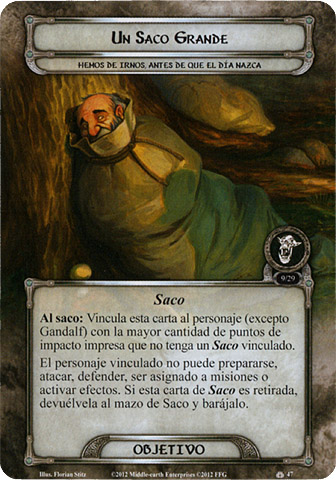 Un Saco Grande
Hemos de irnos, antes de que el día nazca
9/29
Saco
Al saco: Vincula esta carta al personaje (excepto
Gandalf) con la mayor cantidad de puntos de
impacto impresa que no tenga un Saco vinculado.
El personaje vinculado no puede prepararse,
atacar, defender, ser asignado a misiones o
activar efectos. Si esta carta de Saco es retirada,
devuélvela al mazo de Saco y barájalo.
Objetivo
Illus. Florian Stitz ©2012 Middle-earth Enterprises ©2012 FFG 47